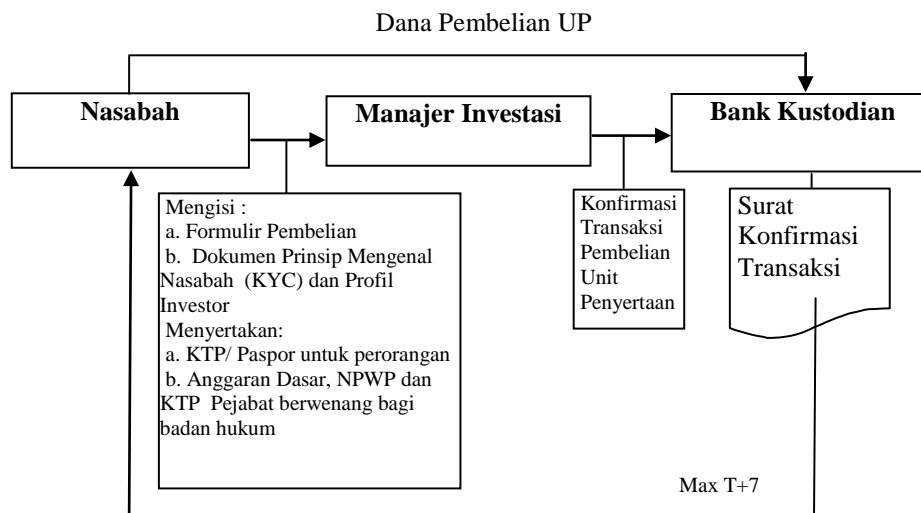 Dana Pembelian UP
Nasabah
Manajer Investasi
Bank Kustodian
Mengisi :
a. Formulir Pembelian
b. Dokumen Prinsip Mengenal
Nasabah (KYC) dan Profil
Investor
Menyertakan:
a. KTP/ Paspor untuk perorangan
b. Anggaran Dasar, NPWP dan
KTP Pejabat berwenang bagi
badan hukum
Konfirmasi
Transaksi
Pembelian
Unit
Penyertaan
Surat
Konfirmasi
Transaksi
Max T+7